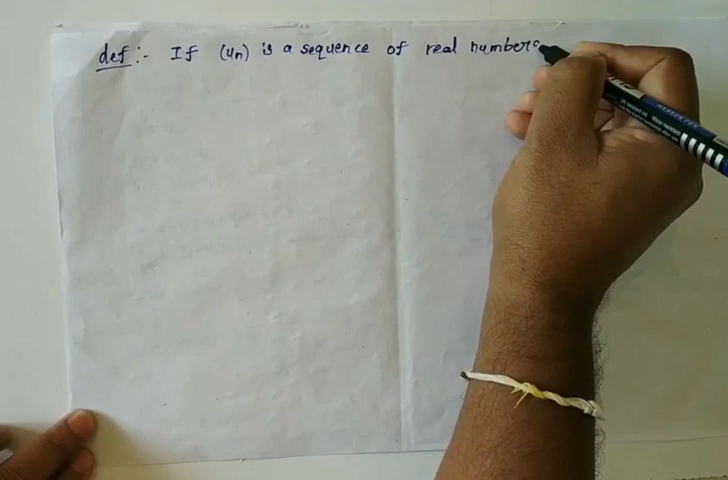 def:- If (un) is a sequence of real numbers